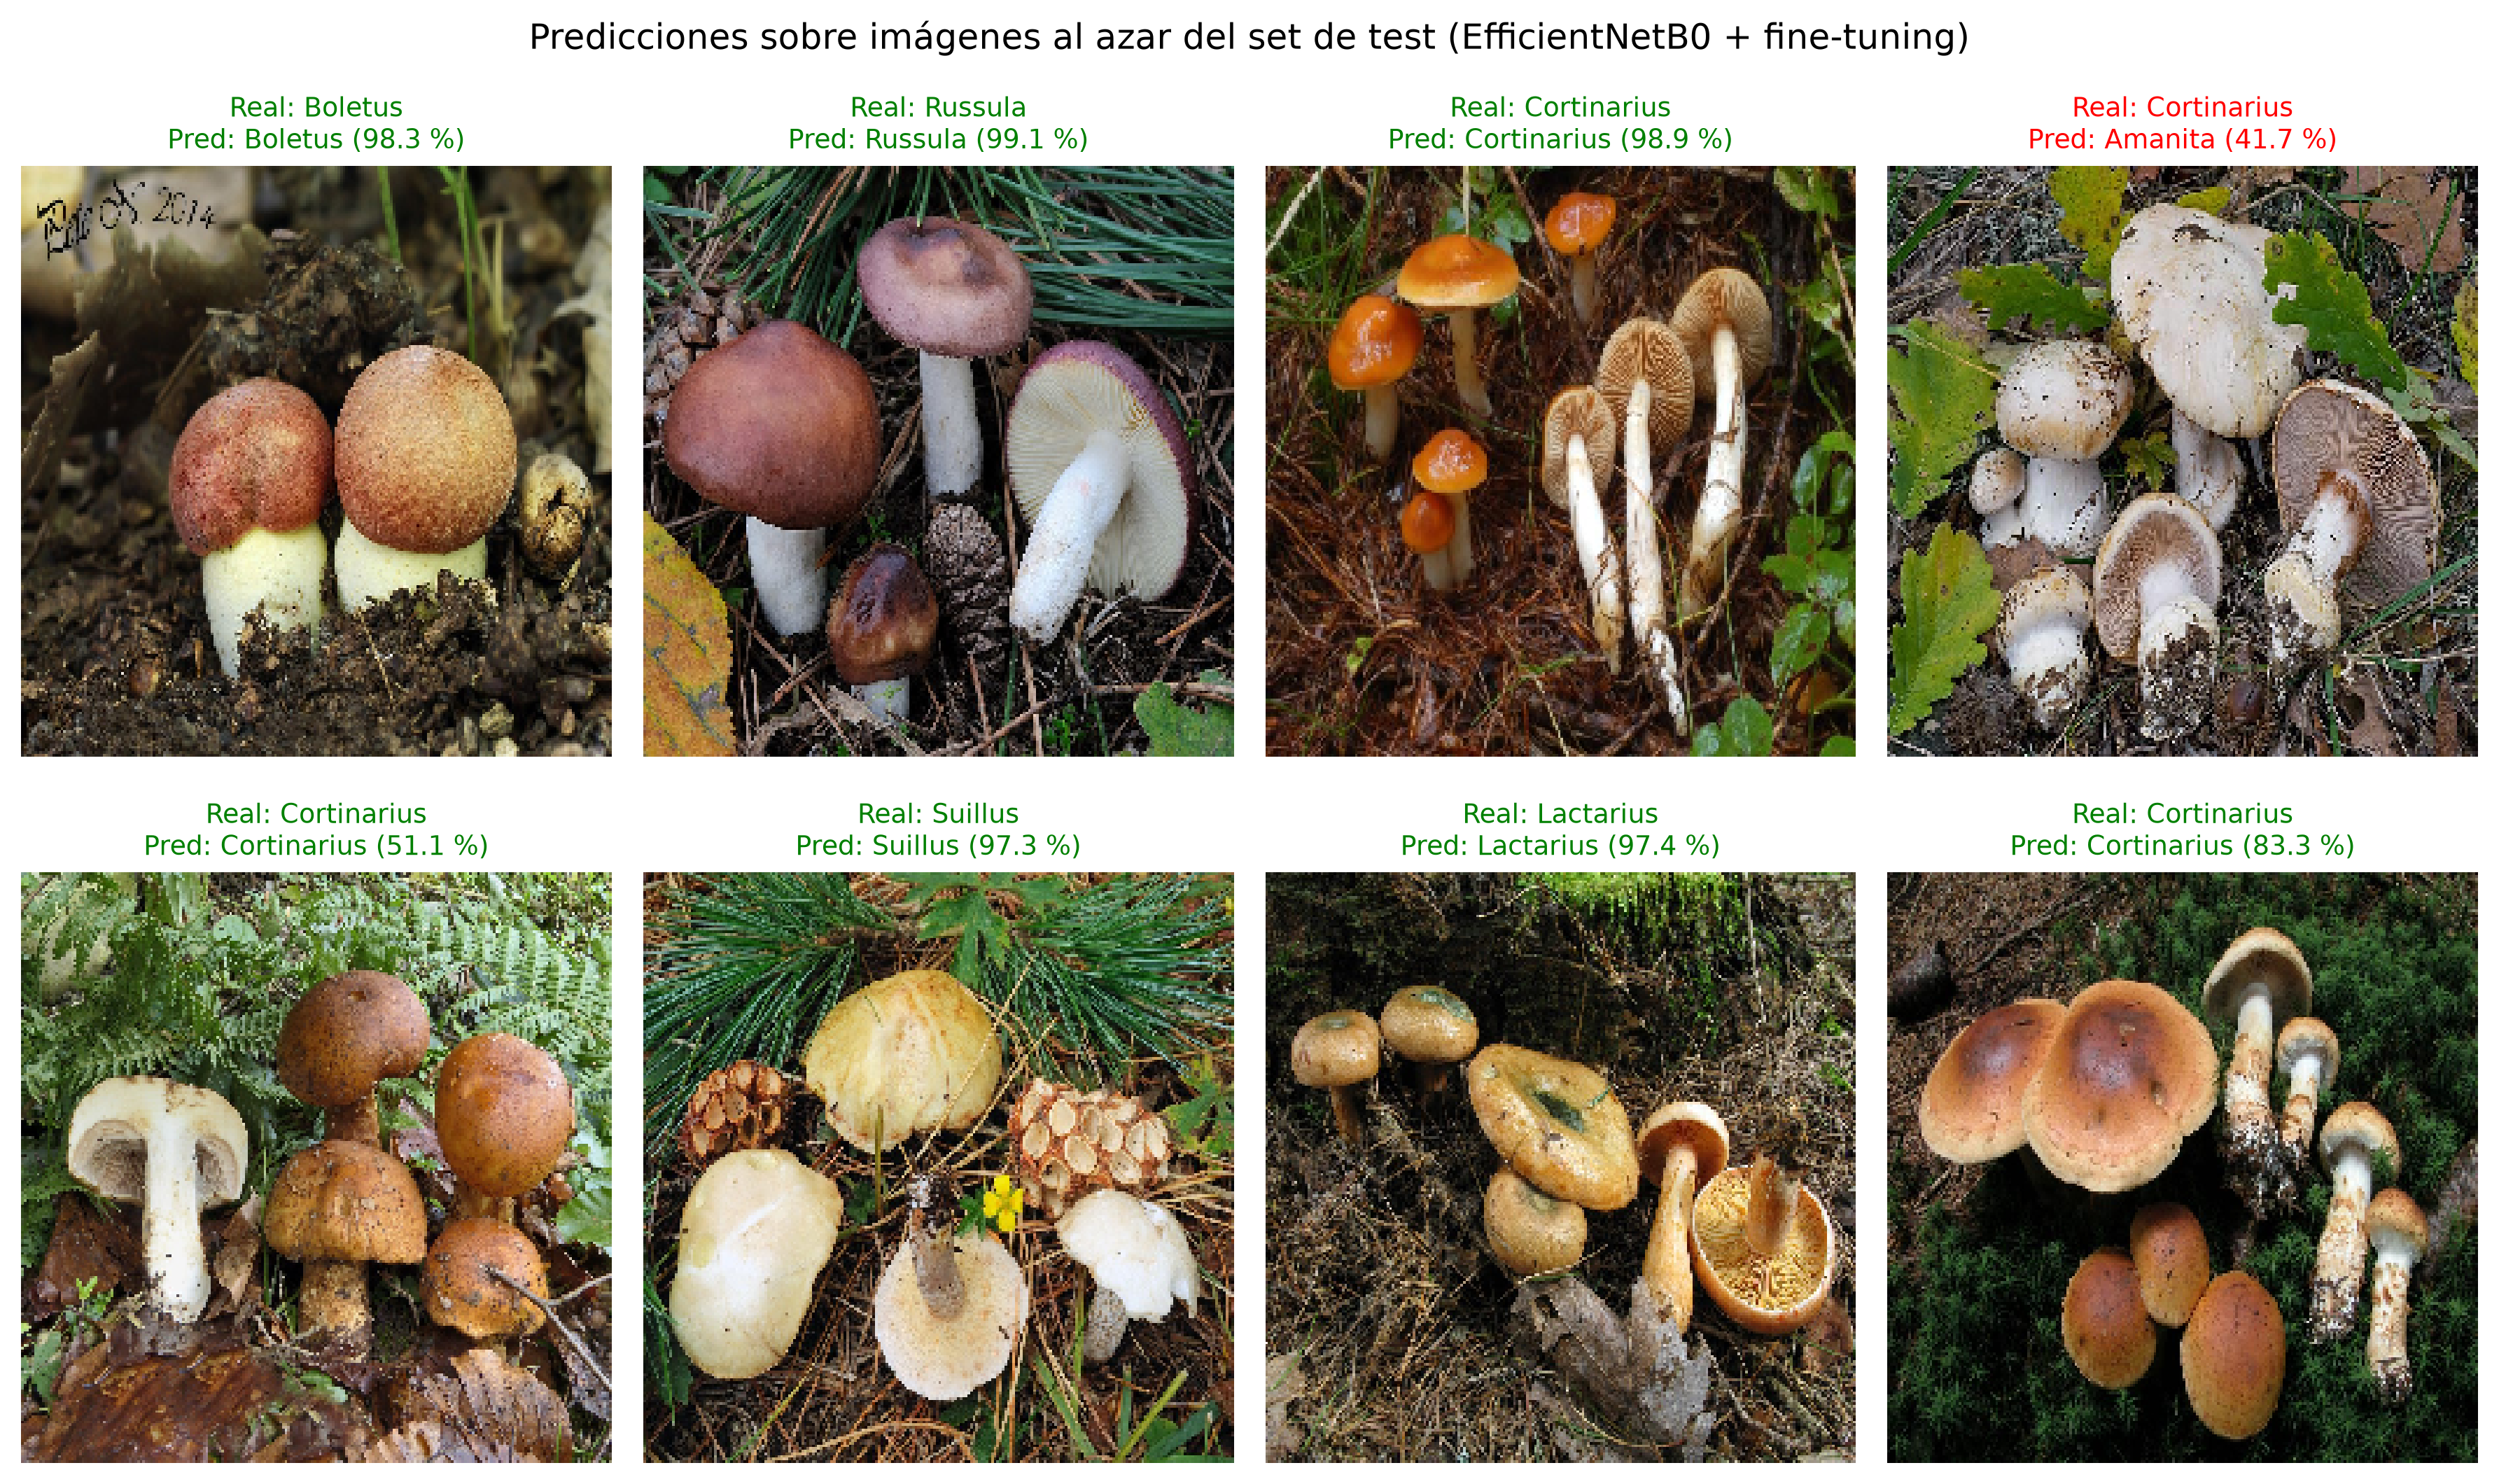 Predicciones sobre imágenes al azar del set de test (EfficientNetB0 + fine-tuning)
Real: Boletus
Pred: Boletus (98.3 %)
Real: Russula
Pred: Russula (99.1 %)
Real: Cortinarius
Pred: Cortinarius (98.9 %)
Real: Cortinarius
Pred: Amanita (41.7 %)
2014
Real: Cortinarius
Pred: Cortinarius (51.1 %)
Real: Suillus
Pred: Suillus (97.3 %)
Real: Lactarius
Pred: Lactarius (97.4 %)
Real: Cortinarius
Pred: Cortinarius (83.3 %)